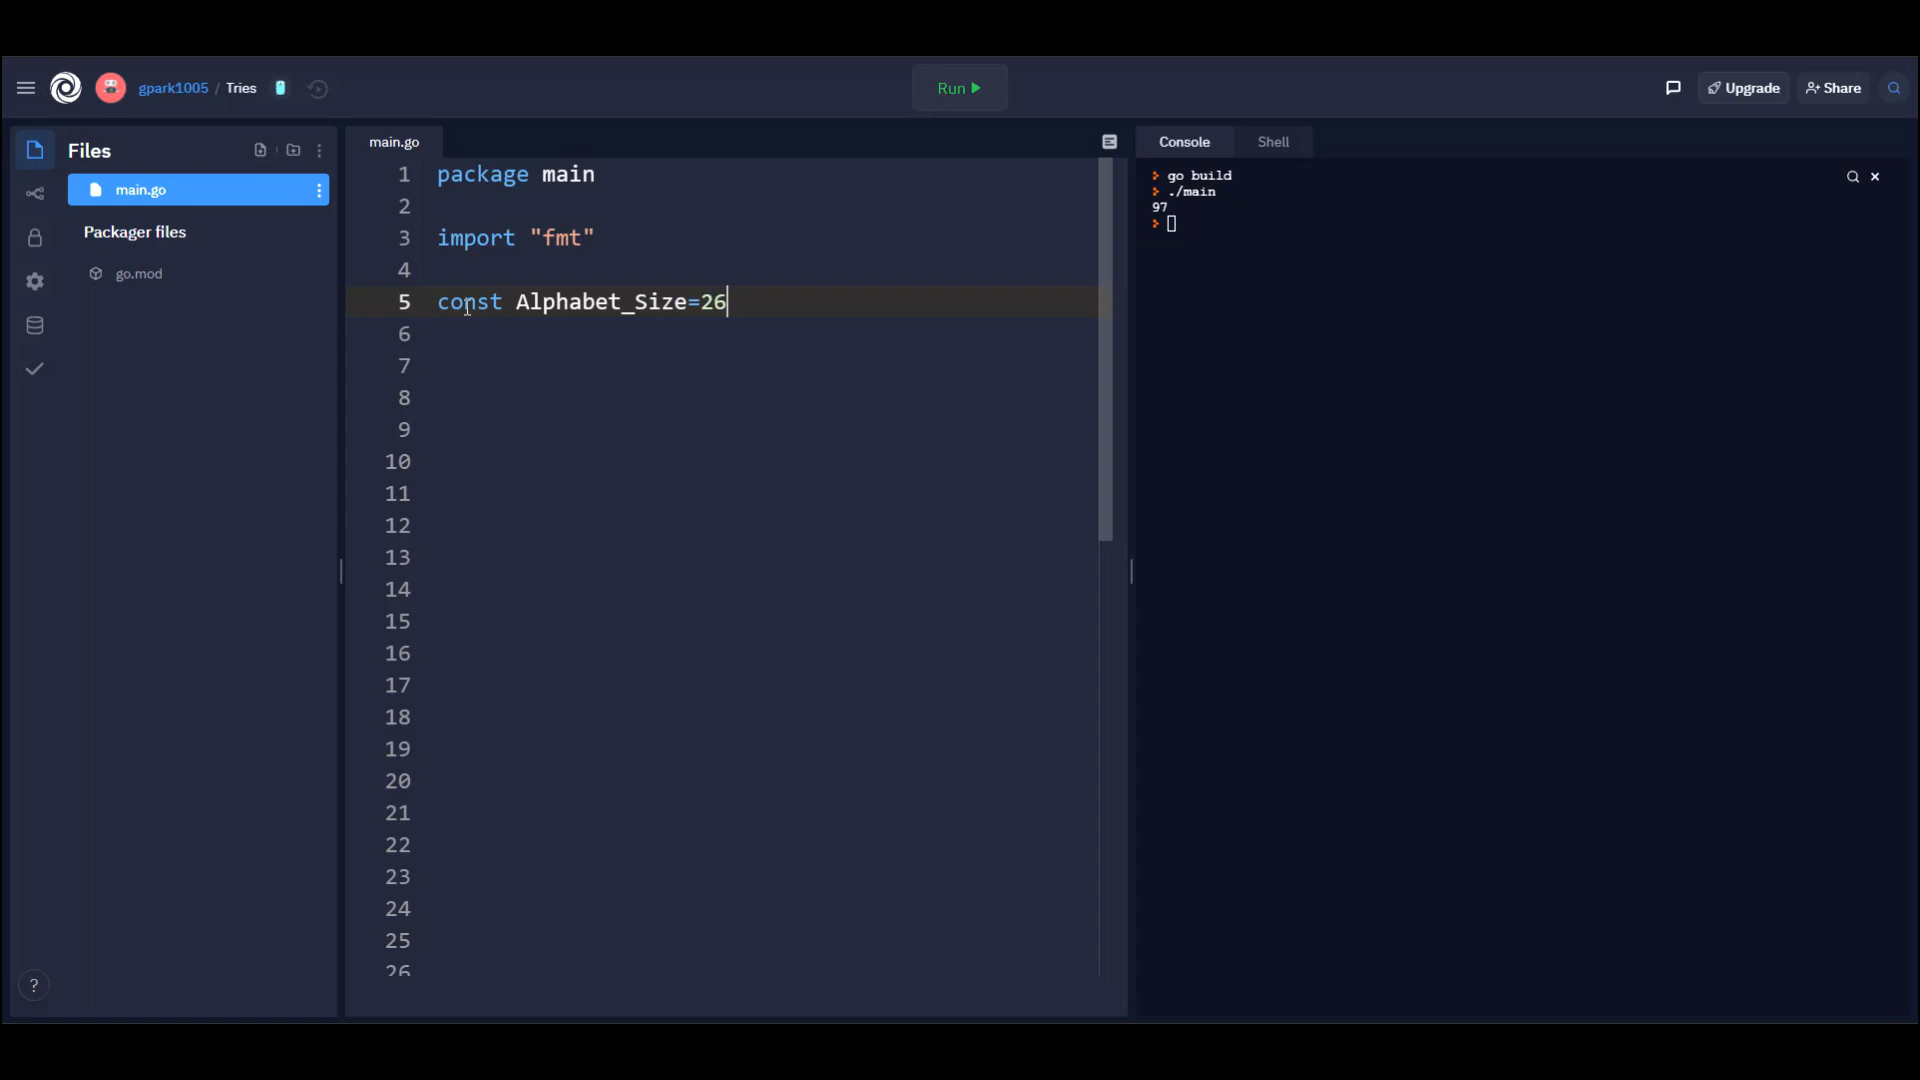 gpark1005 / Tries
Run
Upgrade
Share
Files
main.go
Packager files
go.mod
main.go
1 package main
2
3 import "fmt"
4
5 const Alphabet_Size=26
6
7
8
9
10
11
12
13
14
15
16
17
18
19
20
21
22
23
24
25
26
Console
Shell
go build
./main
97
?